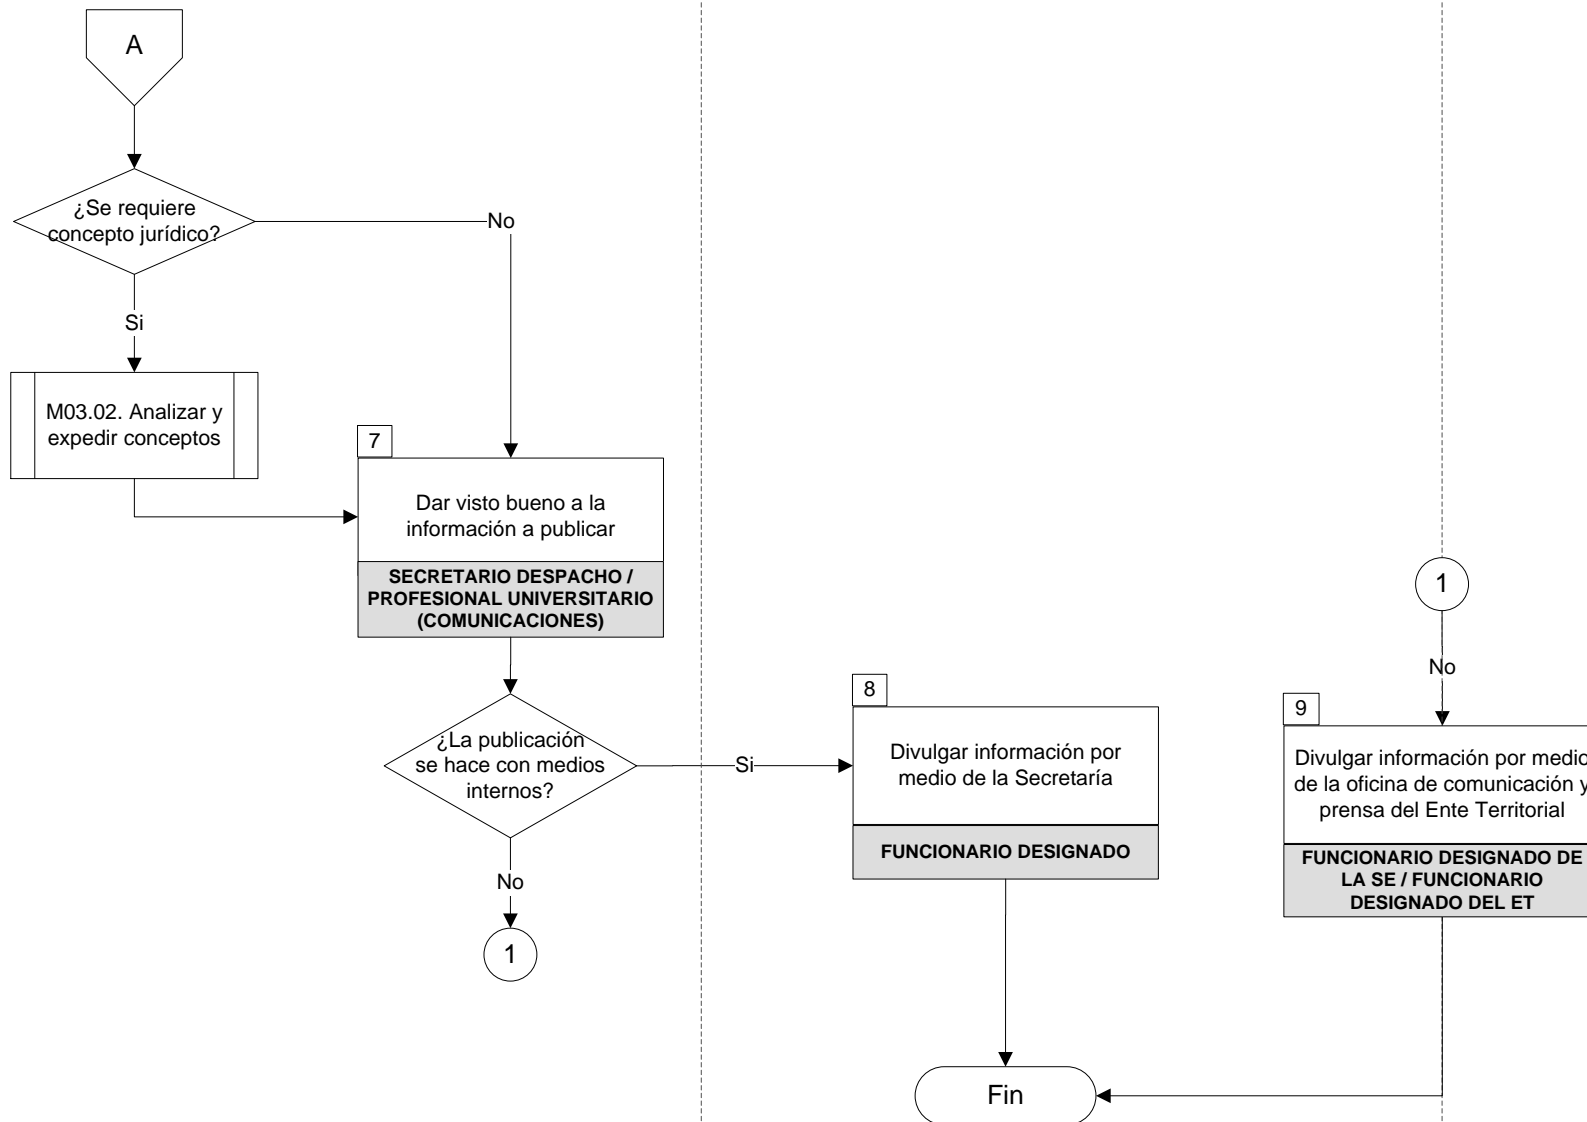 A
¿Se requiere
concepto jurídico?
No
Si
M03.02. Analizar y
expedir conceptos
7
Dar visto bueno a la
información a publicar
SECRETARIO DESPACHO /
PROFESIONAL UNIVERSITARIO
(COMUNICACIONES)
¿La publicación
se hace con medios
internos?
Si
No
1
8
Divulgar información por
medio de la Secretaría
FUNCIONARIO DESIGNADO
1
No
9
Divulgar información por medio
de la oficina de comunicación y
prensa del Ente Territorial
FUNCIONARIO DESIGNADO DE
LA SE / FUNCIONARIO
DESIGNADO DEL ET
Fin